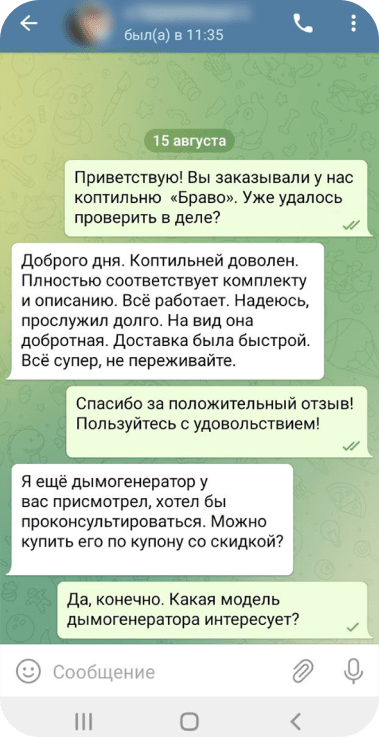 был(а) в 11:35
15 августа
Приветствую! Вы заказывали у нас
коптильню «Браво». Уже удалось
проверить в деле?
Доброго дня. Коптильней доволен.
Плностью соответствует комплекту
и описанию. Всё работает. Надеюсь,
прослужил долго. На вид она
добротная. Доставка была быстрой.
Всё супер, не переживайте.
Спасибо за положительный отзыв!
Пользуйтесь с удовольствием!
Я ещё дымогенератор у
вас присмотрел, хотел бы
проконсультироваться. Можно
купить его по купону со скидкой?
Да, конечно. Какая модель
дымогенератора интересует?
Сообщение